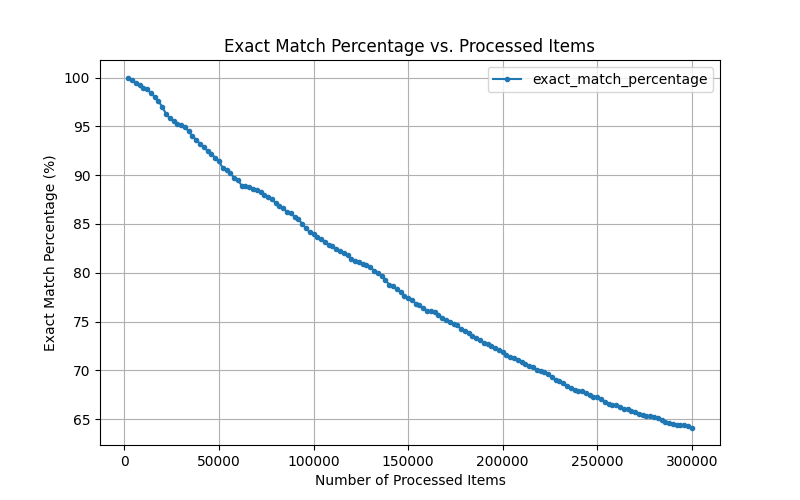 Exact Match Percentage vs. Processed Items
exact_match_percentage
100
95
90
85
80
75
70
65
Exact Match Percentage (%)
0 50000 100000 150000 200000 250000 300000
Number of Processed Items